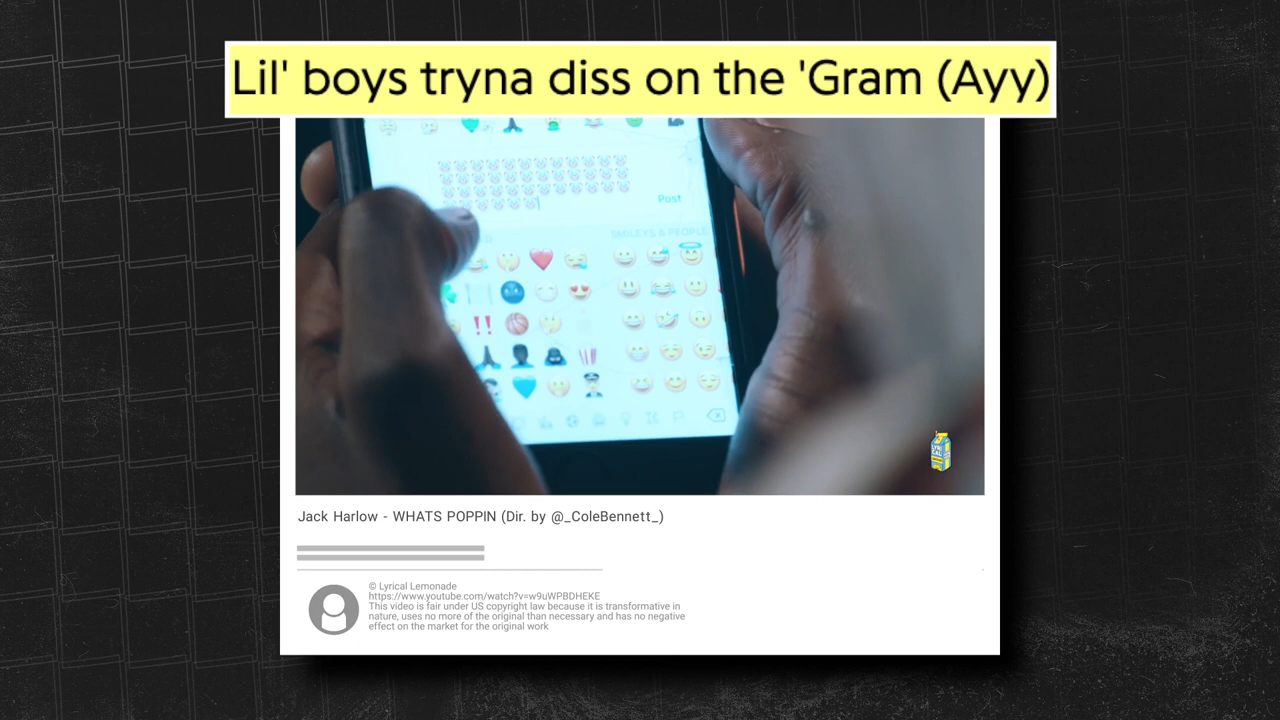 Lil' boys tryna diss on the 'Gram (Ayy)
Post
SMILEYS & PEOPLE
Jack Harlow - WHATS POPPIN (Dir. by @_ColeBennett_)
© Lyrical Lemonade
https://www.youtube.com/watch?v=w9uWPBDHEKE
This video is fair under US copyright law because it is transformative in
nature, uses no more of the original than necessary and has no negative
effect on the market for the original work